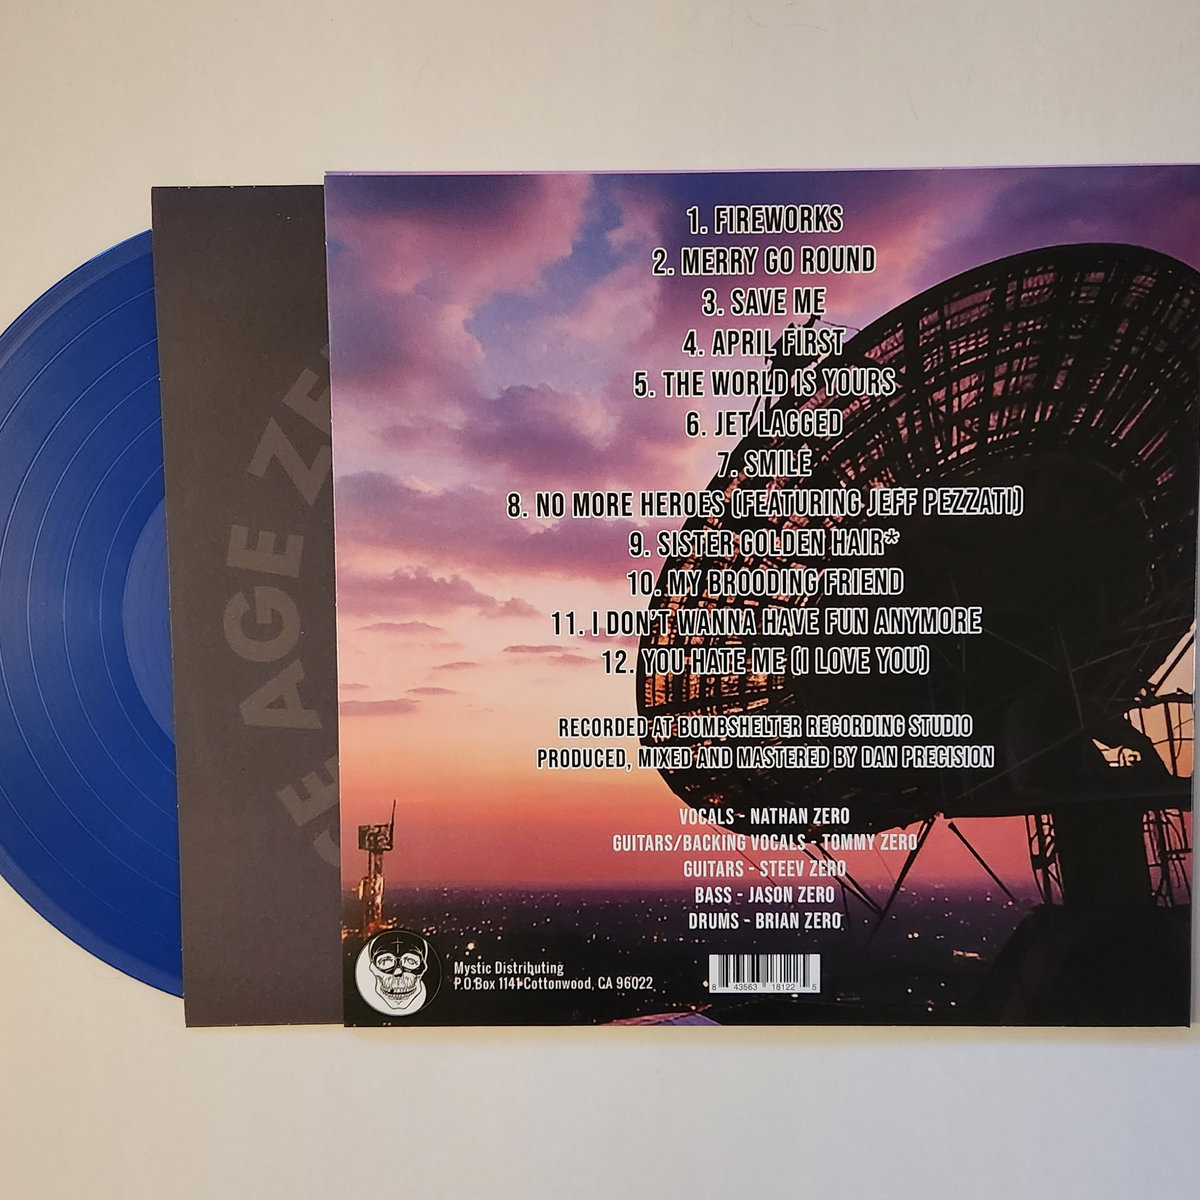 1. FIREWORKS
2. MERRY GO ROUND
3. SAVE ME
4. APRIL FIRST
5. THE WORLD IS YOURS
6. JET LAGGED
7. SMILE
8. NO MORE HEROES (FEATURING JEFF PEZZATI)
9. SISTER GOLDEN HAIR*
10. MY BROODING FRIEND
11. I DON'T WANNA HAVE FUN ANYMORE
12. YOU HATE ME (I LOVE YOU)
RECORDED AT BOMBSHELTER RECORDING STUDIO
PRODUCED, MIXED AND MASTERED BY DAN PRECISION
VOCALS - NATHAN ZERO
GUITARS/BACKING VOCALS - TOMMY ZERO
GUITARS - STEEV ZERO
BASS - JASON ZERO
DRUMS - BRIAN ZERO
Mystic Distributing
P.O.Box 1141 Cottonwood, CA 96022
8 43563 18122 5
AGE